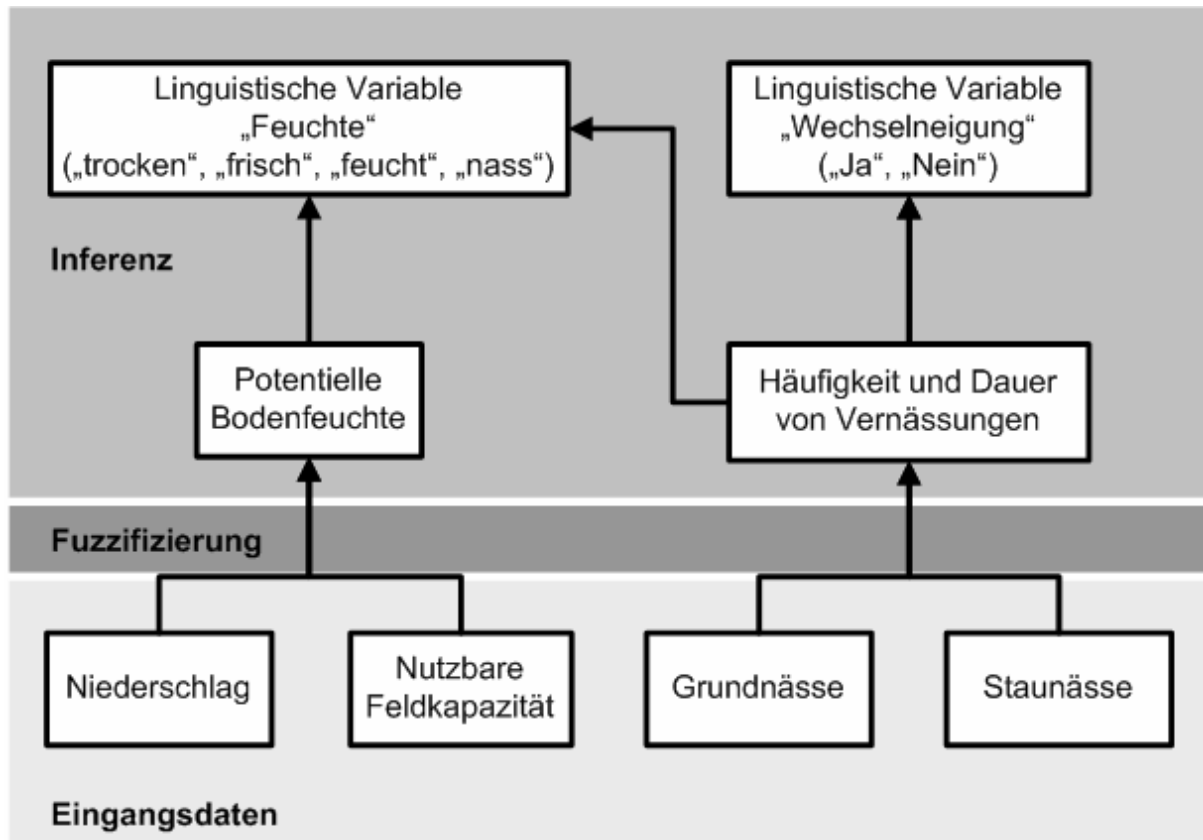 Linguistische Variable
„Feuchte“
(„trocken“, „frisch“, „feucht“, „nass“)
Linguistische Variable
„Wechselneigung“
(„Ja“, „Nein“)
Inferenz
Potentielle
Bodenfeuchte
Häufigkeit und Dauer
von Vernässungen
Fuzzifizierung
Niederschlag
Nutzbare
Feldkapazität
Grundnässe
Staunässe
Eingangsdaten